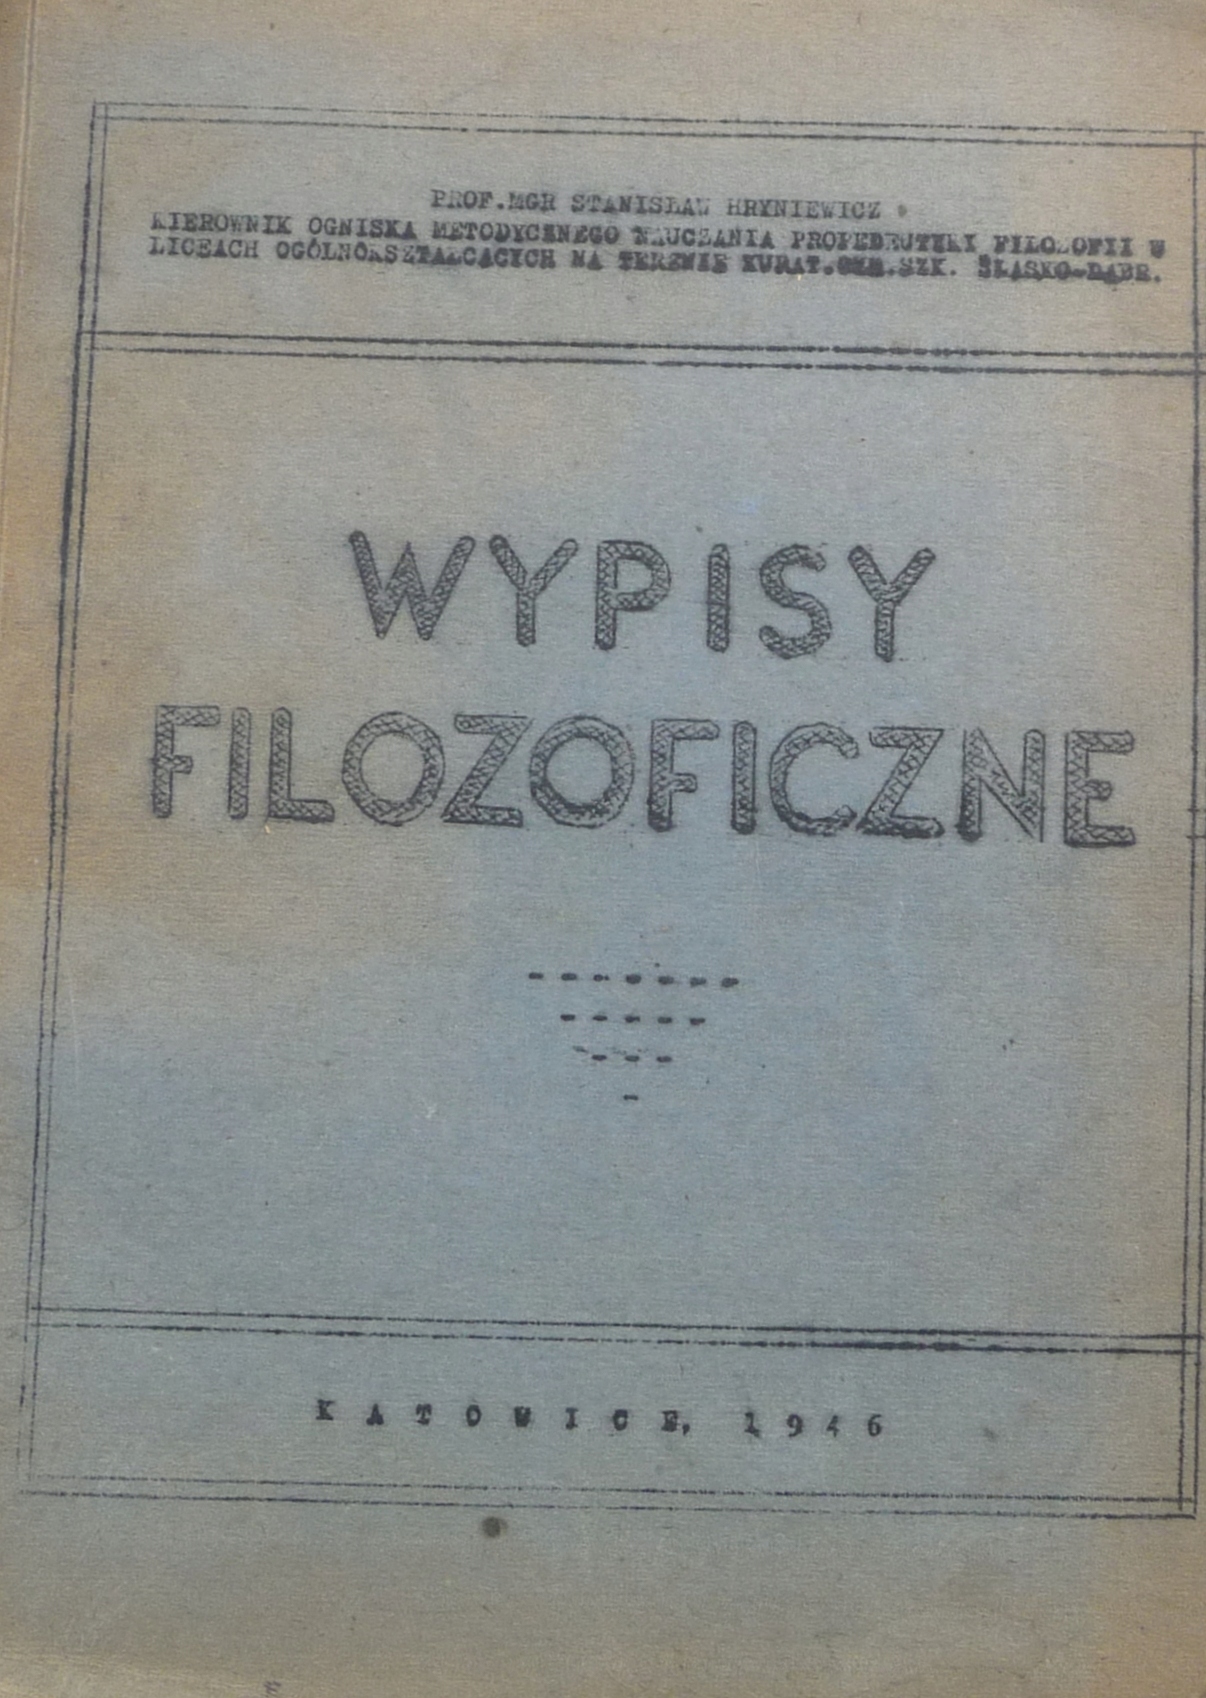 PROF.MGR STANISŁAW HRYNIEWICZ
KIEROWNIK OGNISKA METODYCZNEGO NAUCZANIA PROPEDEUTYKI FILOZOFII W
LICEACH OGÓLNOKSZTAŁCĄCYCH NA TERENIE KURAT.OKR.SZK. ŚLĄSKO-DĄBR.
WYPISY
FILOZOFICZNE
KATOWICE, 1946